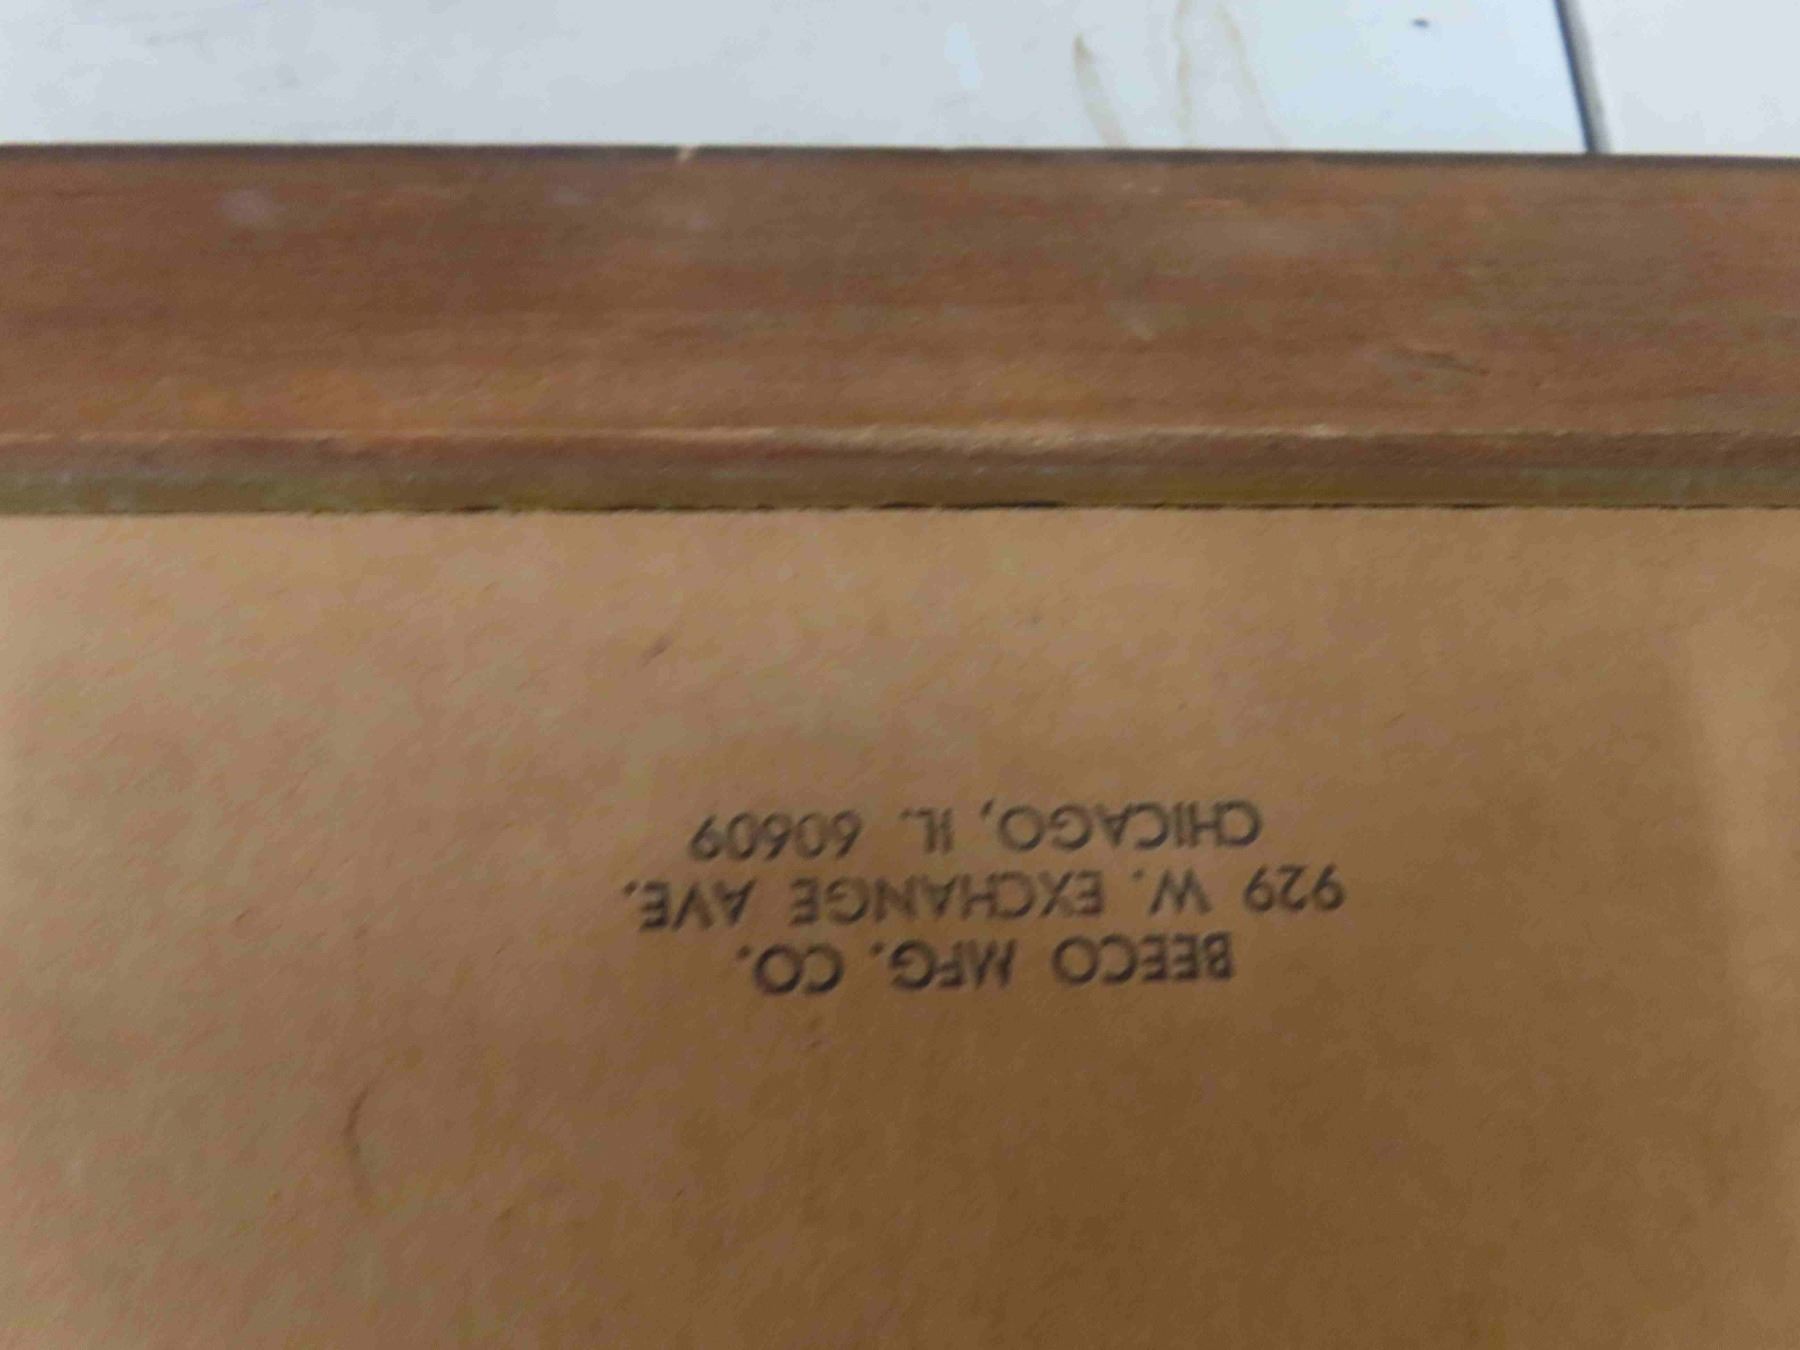 BEECO MFG. CO.
929 W. EXCHANGE AVE.
CHICAGO, IL. 60609